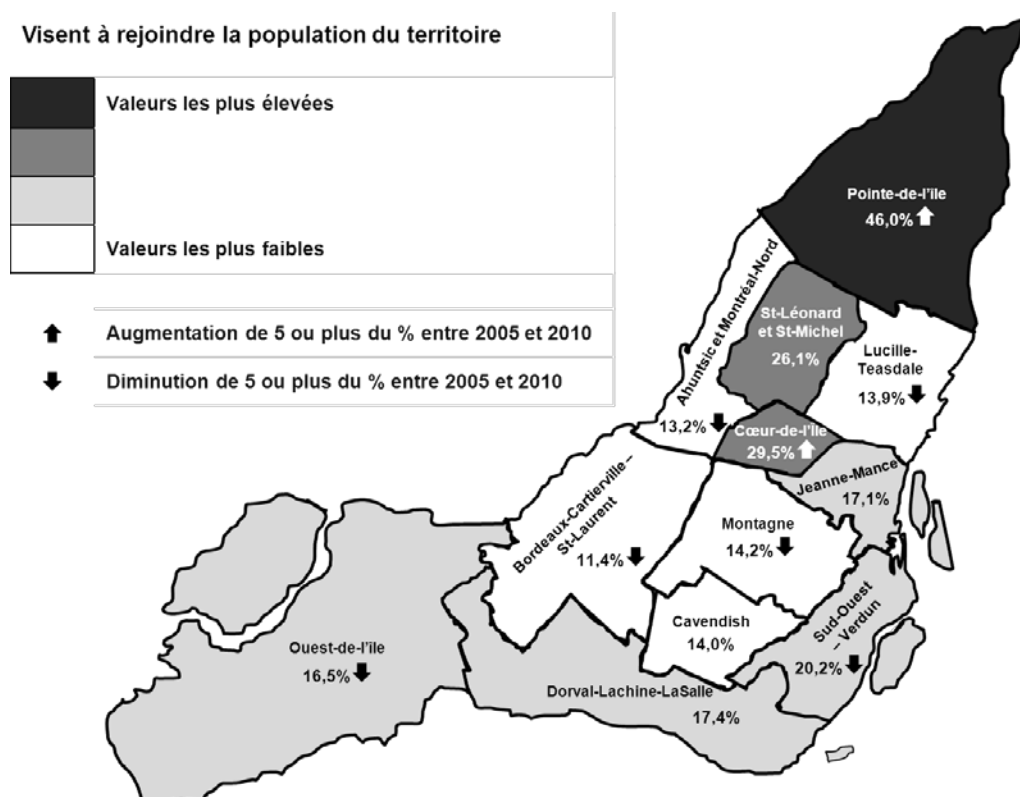 Visent à rejoindre la population du territoire
Valeurs les plus élevées
Valeurs les plus faibles
Augmentation de 5 ou plus du % entre 2005 et 2010
Diminution de 5 ou plus du % entre 2005 et 2010
Pointe-de-l'île
46,0%
Ahuntsic et Montréal-Nord
13,2%
St-Léonard
et St-Michel
26,1%
Lucille-
Teasdale
13,9%
Cœur-de-l'île
29,5%
Jeanne-Mance
17,1%
Bordeaux-Cartierville –
St-Laurent
11,4%
Montagne
14,2%
Cavendish
14,0%
Sud-Ouest
– Verdun
20,2%
Ouest-de-l'île
16,5%
Dorval-Lachine-LaSalle
17,4%